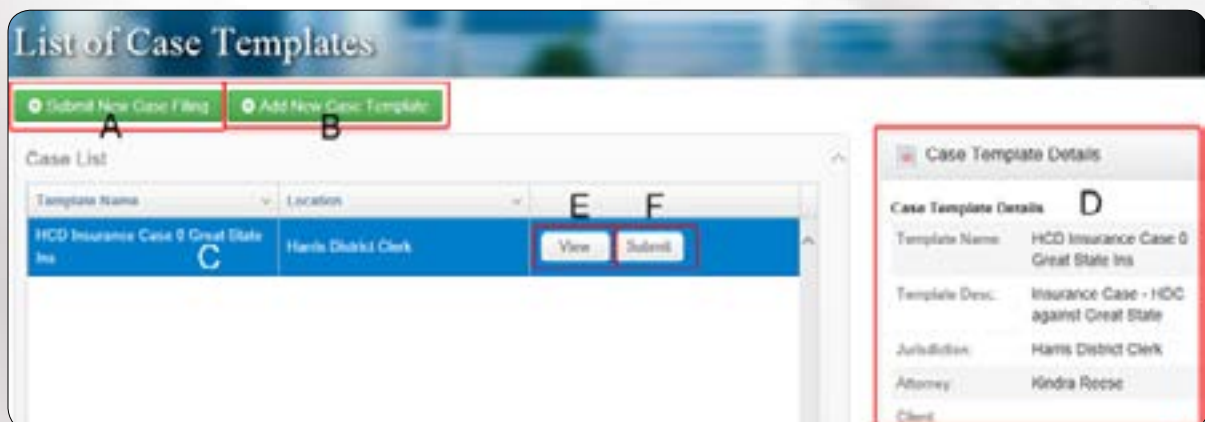 List of Case Templates
Submit New Case Filing
A
Add New Case Template
B
Case List
Template Name
Location
E
F
HCD Insurance Case 0 Great State
Ins
C
Harris District Clerk
View
Submit
Case Template Details
Case Template Details
D
Template Name:
HCD Insurance Case 0
Great State Ins
Template Desc:
Insurance Case - HDC
against Great State
Jurisdiction:
Harris District Clerk
Attorney:
Kindra Reese
Client